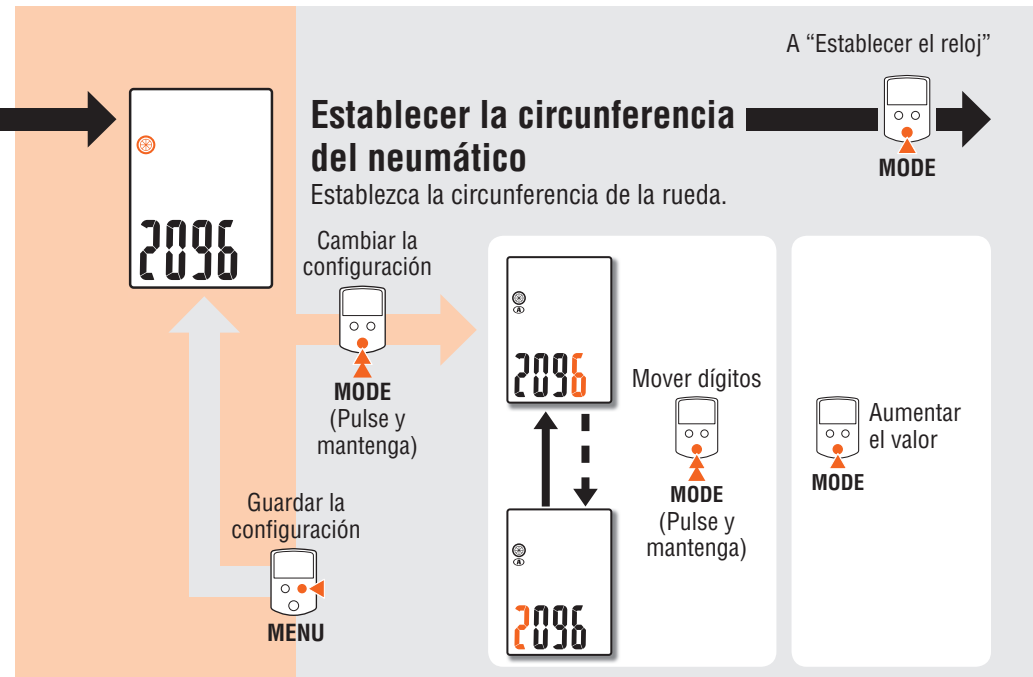 A “Establecer el reloj”
MODE
Establecer la circunferencia
del neumático
Establezca la circunferencia de la rueda.
2096
Cambiar la
configuración
MODE
(Pulse y
mantenga)
Guardar la
configuración
MENU
A
2096
Mover dígitos
MODE
(Pulse y
mantenga)
A
2096
Aumentar
el valor
MODE